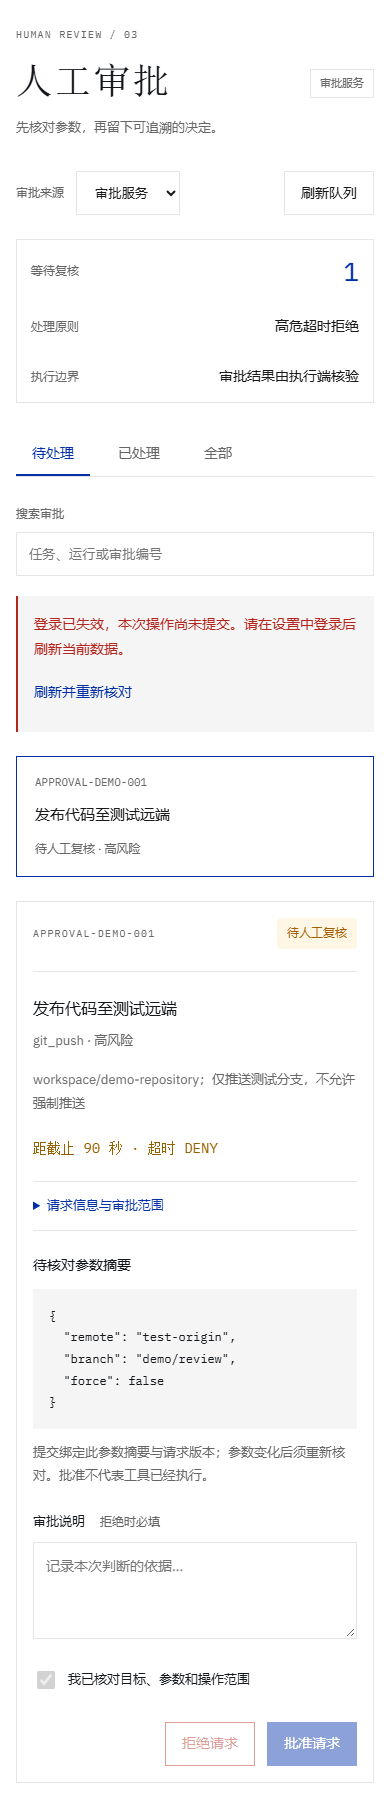 HUMAN REVIEW / 03
人工审批
审批服务
先核对参数，再留下可追溯的决定。
审批来源
审批服务
刷新队列
等待复核
1
处理原则
高危超时拒绝
执行边界
审批结果由执行端核验
待处理
已处理
全部
搜索审批
任务、运行或审批编号
登录已失效，本次操作尚未提交。请在设置中登录后
刷新当前数据。
刷新并重新核对
APPROVAL-DEMO-001
发布代码至测试远端
待人工复核 · 高风险
APPROVAL-DEMO-001
待人工复核
发布代码至测试远端
git_push · 高风险
workspace/demo-repository；仅推送测试分支，不允许
强制推送
距截止 90 秒 · 超时 DENY
请求信息与审批范围
待核对参数摘要
{
"remote": "test-origin",
"branch": "demo/review",
"force": false
}
提交绑定此参数摘要与请求版本；参数变化后须重新核
对。批准不代表工具已经执行。
审批说明 拒绝时必填
记录本次判断的依据...
我已核对目标、参数和操作范围
拒绝请求
批准请求